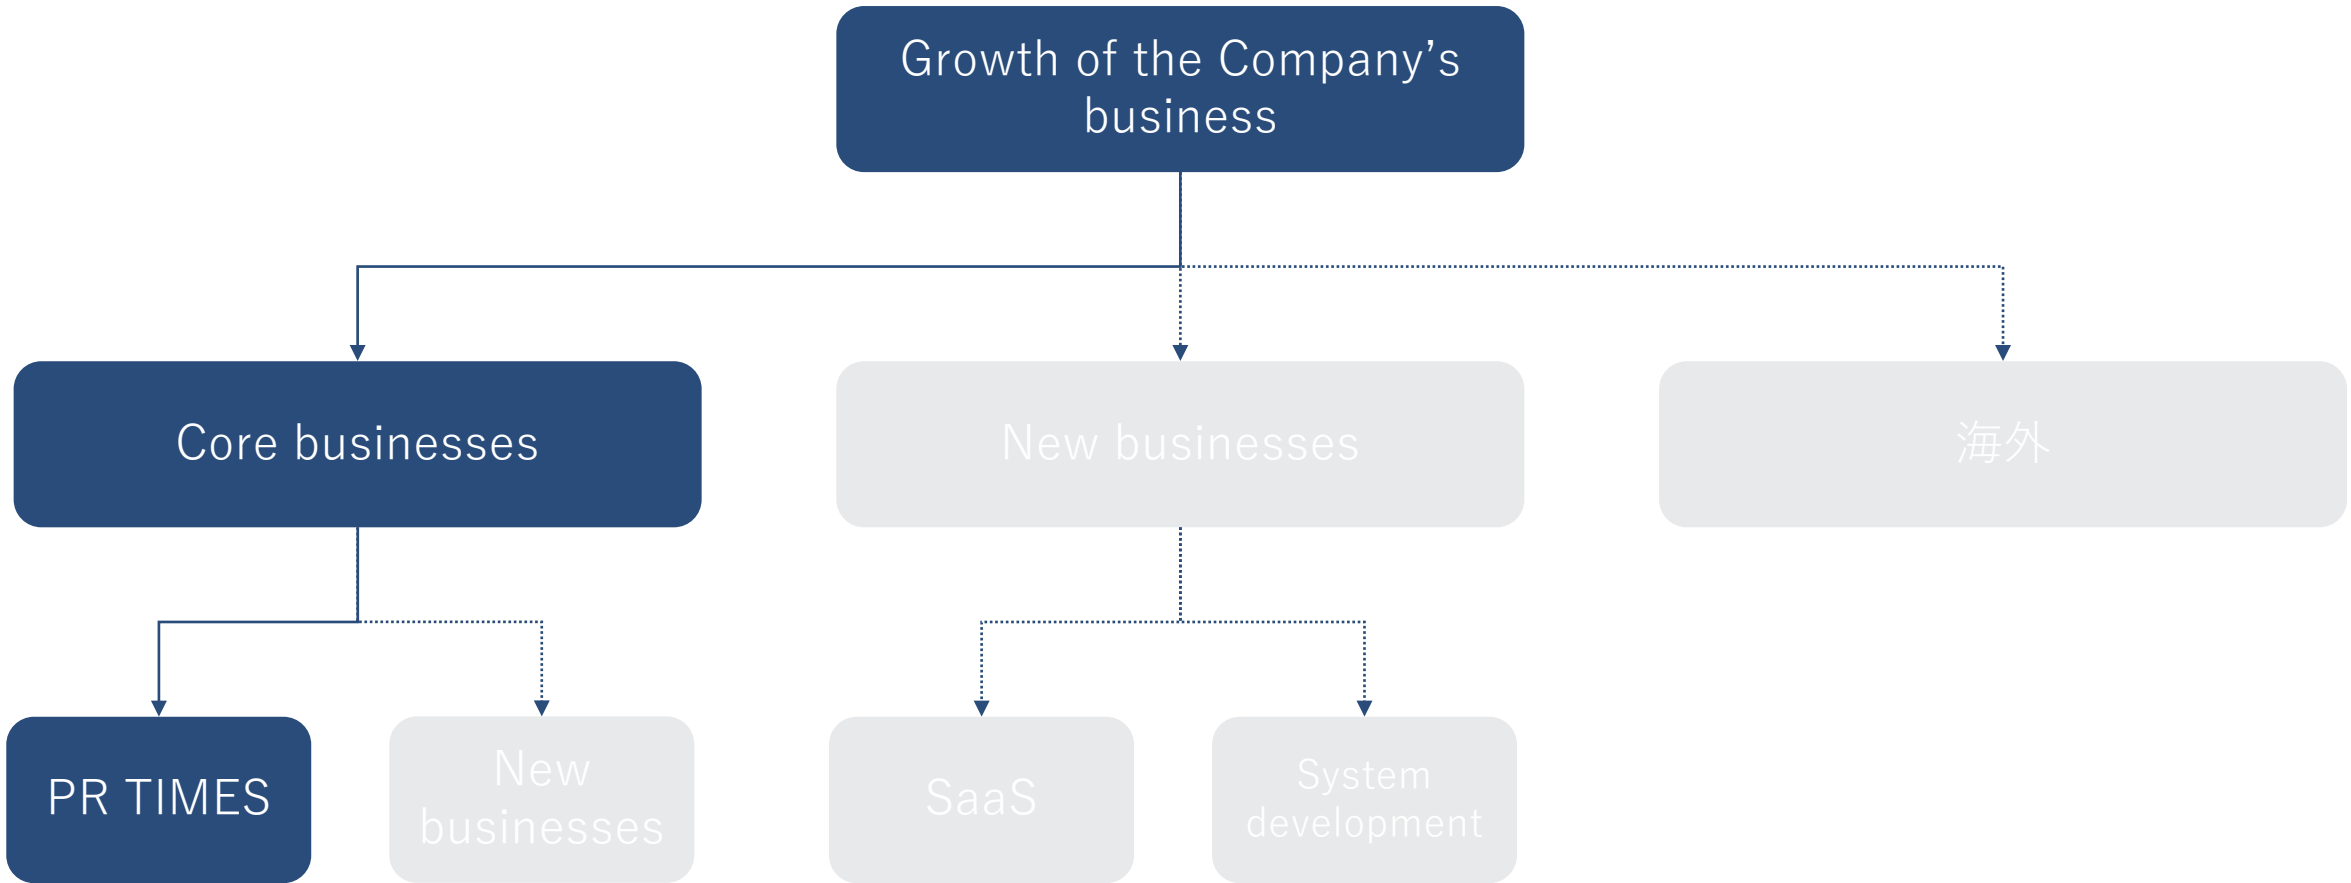 Growth of the Company’s
business
Core businesses
New businesses
海外
PR TIMES
New
businesses
SaaS
System
development